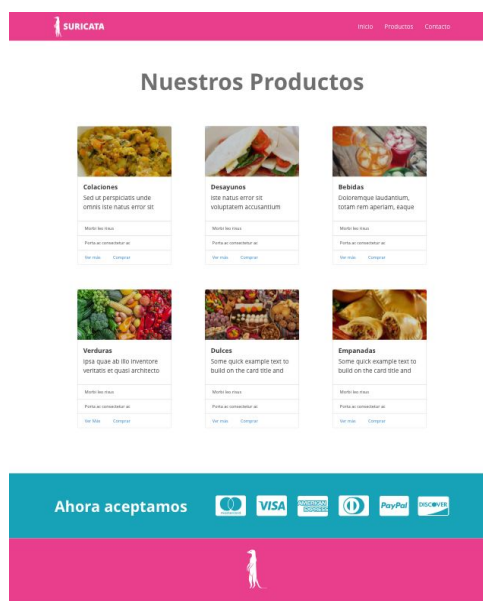 SURICATA
Inicio Productos Contacto
Nuestros Productos
Colaciones
Sed ut perspiciatis unde
omnis iste natus error sit
Morbi leo risus
Porta ac consectetur ac
Ver más Comprar
Desayunos
Iste natus error sit
voluptatem accusantium
Morbi leo risus
Porta ac consectetur ac
Ver más Comprar
Bebidas
Doloremque laudantium,
totam rem aperiam, eaque
Morbi leo risus
Porta ac consectetur ac
Ver más Comprar
Verduras
Ipsa quae ab illo inventore
veritatis et quasi architecto
Morbi leo risus
Porta ac consectetur ac
Ver Más Comprar
Dulces
Some quick example text to
build on the card title and
Morbi leo risus
Porta ac consectetur ac
Ver más Comprar
Empanadas
Some quick example text to
build on the card title and
Morbi leo risus
Porta ac consectetur ac
Ver más Comprar
Ahora aceptamos
VISA
AMERICAN
EXPRESS
PayPal
DISCOVER